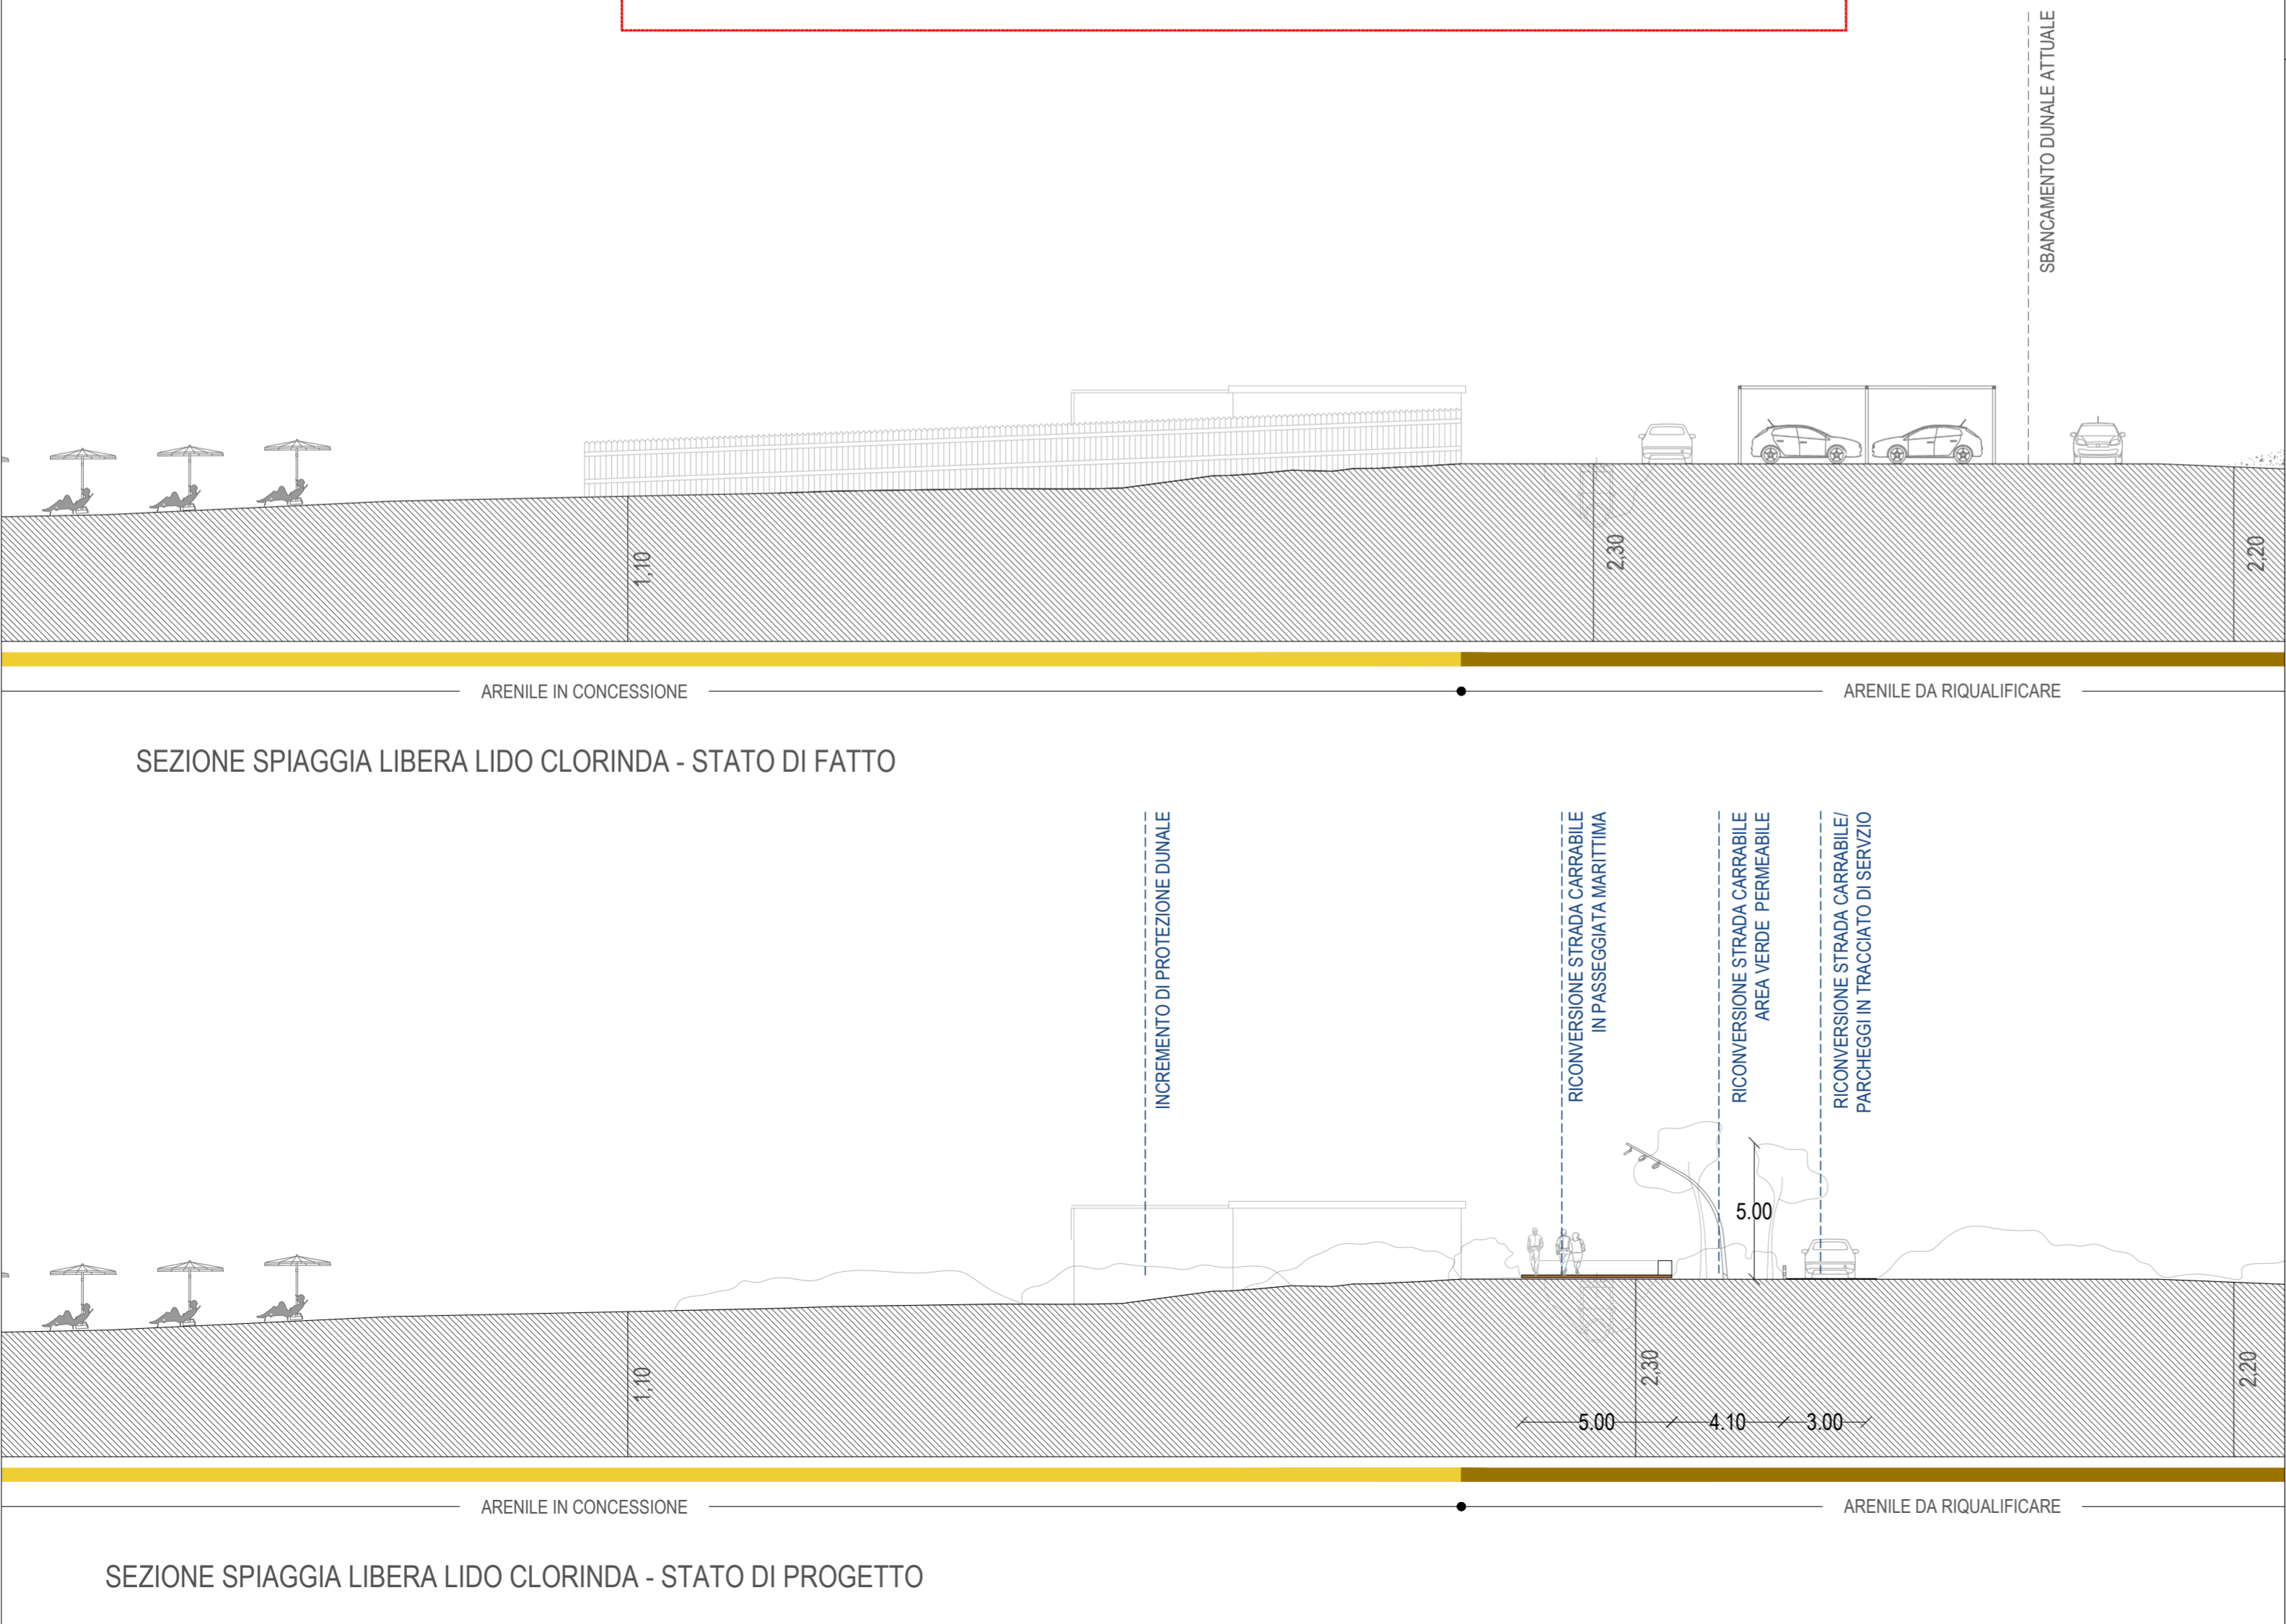 SBANCAMENTO DUNALE ATTUALE
1,10
2,30
2,20
ARENILE IN CONCESSIONE
ARENILE DA RIQUALIFICARE
SEZIONE SPIAGGIA LIBERA LIDO CLORINDA - STATO DI FATTO
INCREMENTO DI PROTEZIONE DUNALE
RICONVERSIONE STRADA CARRABILE
IN PASSEGGIATA MARITTIMA
RICONVERSIONE STRADA CARRABILE
AREA VERDE PERMEABILE
RICONVERSIONE STRADA CARRABILE/
PARCHEGGI IN TRACCIATO DI SERVZIO
5.00
1,10
2,30
2,20
5.00
4.10
3.00
ARENILE IN CONCESSIONE
ARENILE DA RIQUALIFICARE
SEZIONE SPIAGGIA LIBERA LIDO CLORINDA - STATO DI PROGETTO